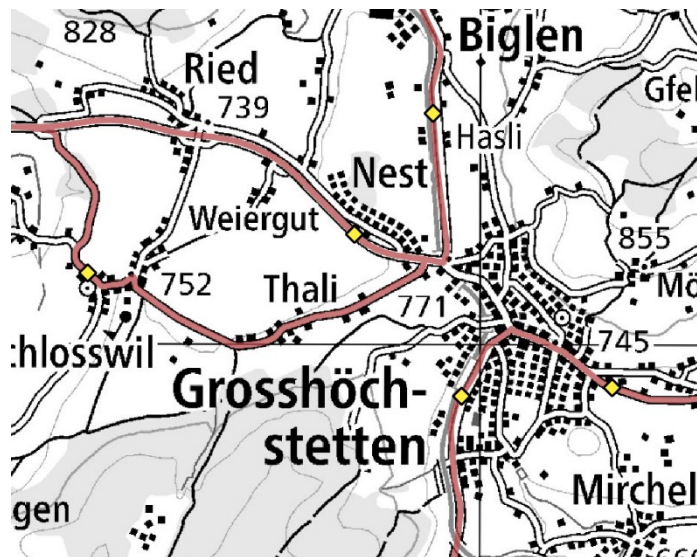 828
Biglen
Ried
739
Gfel
Hasli
Nest
Weiergut
855
752
Thali
771
Mö
chlosswil
745
Grosshöch-
stetten
Mirchel
gen